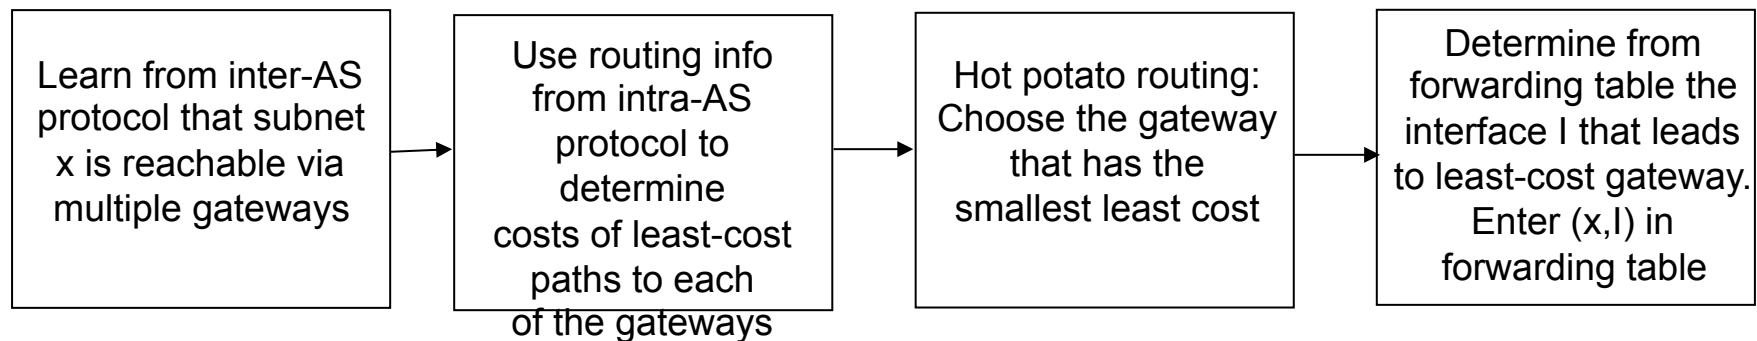 Learn from inter-AS
protocol that subnet
x is reachable via
multiple gateways
Use routing info
from intra-AS
protocol to
determine
costs of least-cost
paths to each
of the gateways
Hot potato routing:
Choose the gateway
that has the
smallest least cost
Determine from
forwarding table the
interface I that leads
to least-cost gateway.
Enter (x,I) in
forwarding table